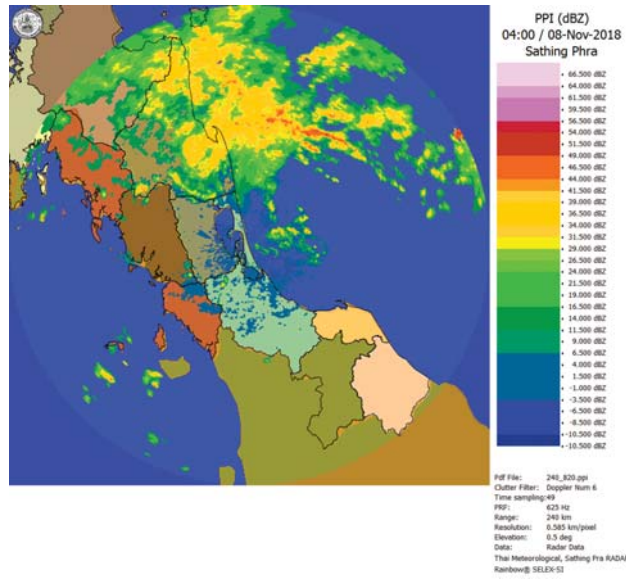 PPI (dBZ)
04:00 / 08-Nov-2018
Sathing Phra
66.500 dBZ
64.000 dBZ
61.500 dBZ
59.000 dBZ
56.500 dBZ
54.000 dBZ
51.500 dBZ
49.000 dBZ
46.500 dBZ
44.000 dBZ
41.500 dBZ
39.000 dBZ
36.500 dBZ
34.000 dBZ
31.500 dBZ
29.000 dBZ
26.500 dBZ
24.000 dBZ
21.500 dBZ
19.000 dBZ
16.500 dBZ
14.000 dBZ
11.500 dBZ
9.000 dBZ
6.500 dBZ
4.000 dBZ
1.500 dBZ
-1.000 dBZ
-3.500 dBZ
-6.500 dBZ
-8.500 dBZ
-10.500 dBZ
-10.500 dBZ
Pdf File: 240_820.ppi
Clutter Filter: Doppler Num 6
Time sampling:49
PRF: 625 Hz
Range: 240 km
Resolution: 0.585 km/pixel
Elevation: 0.5 deg
Data: Radar Data
Thai Meteorological, Sathing Pra RADAR
Rainbow® SELEX-SI